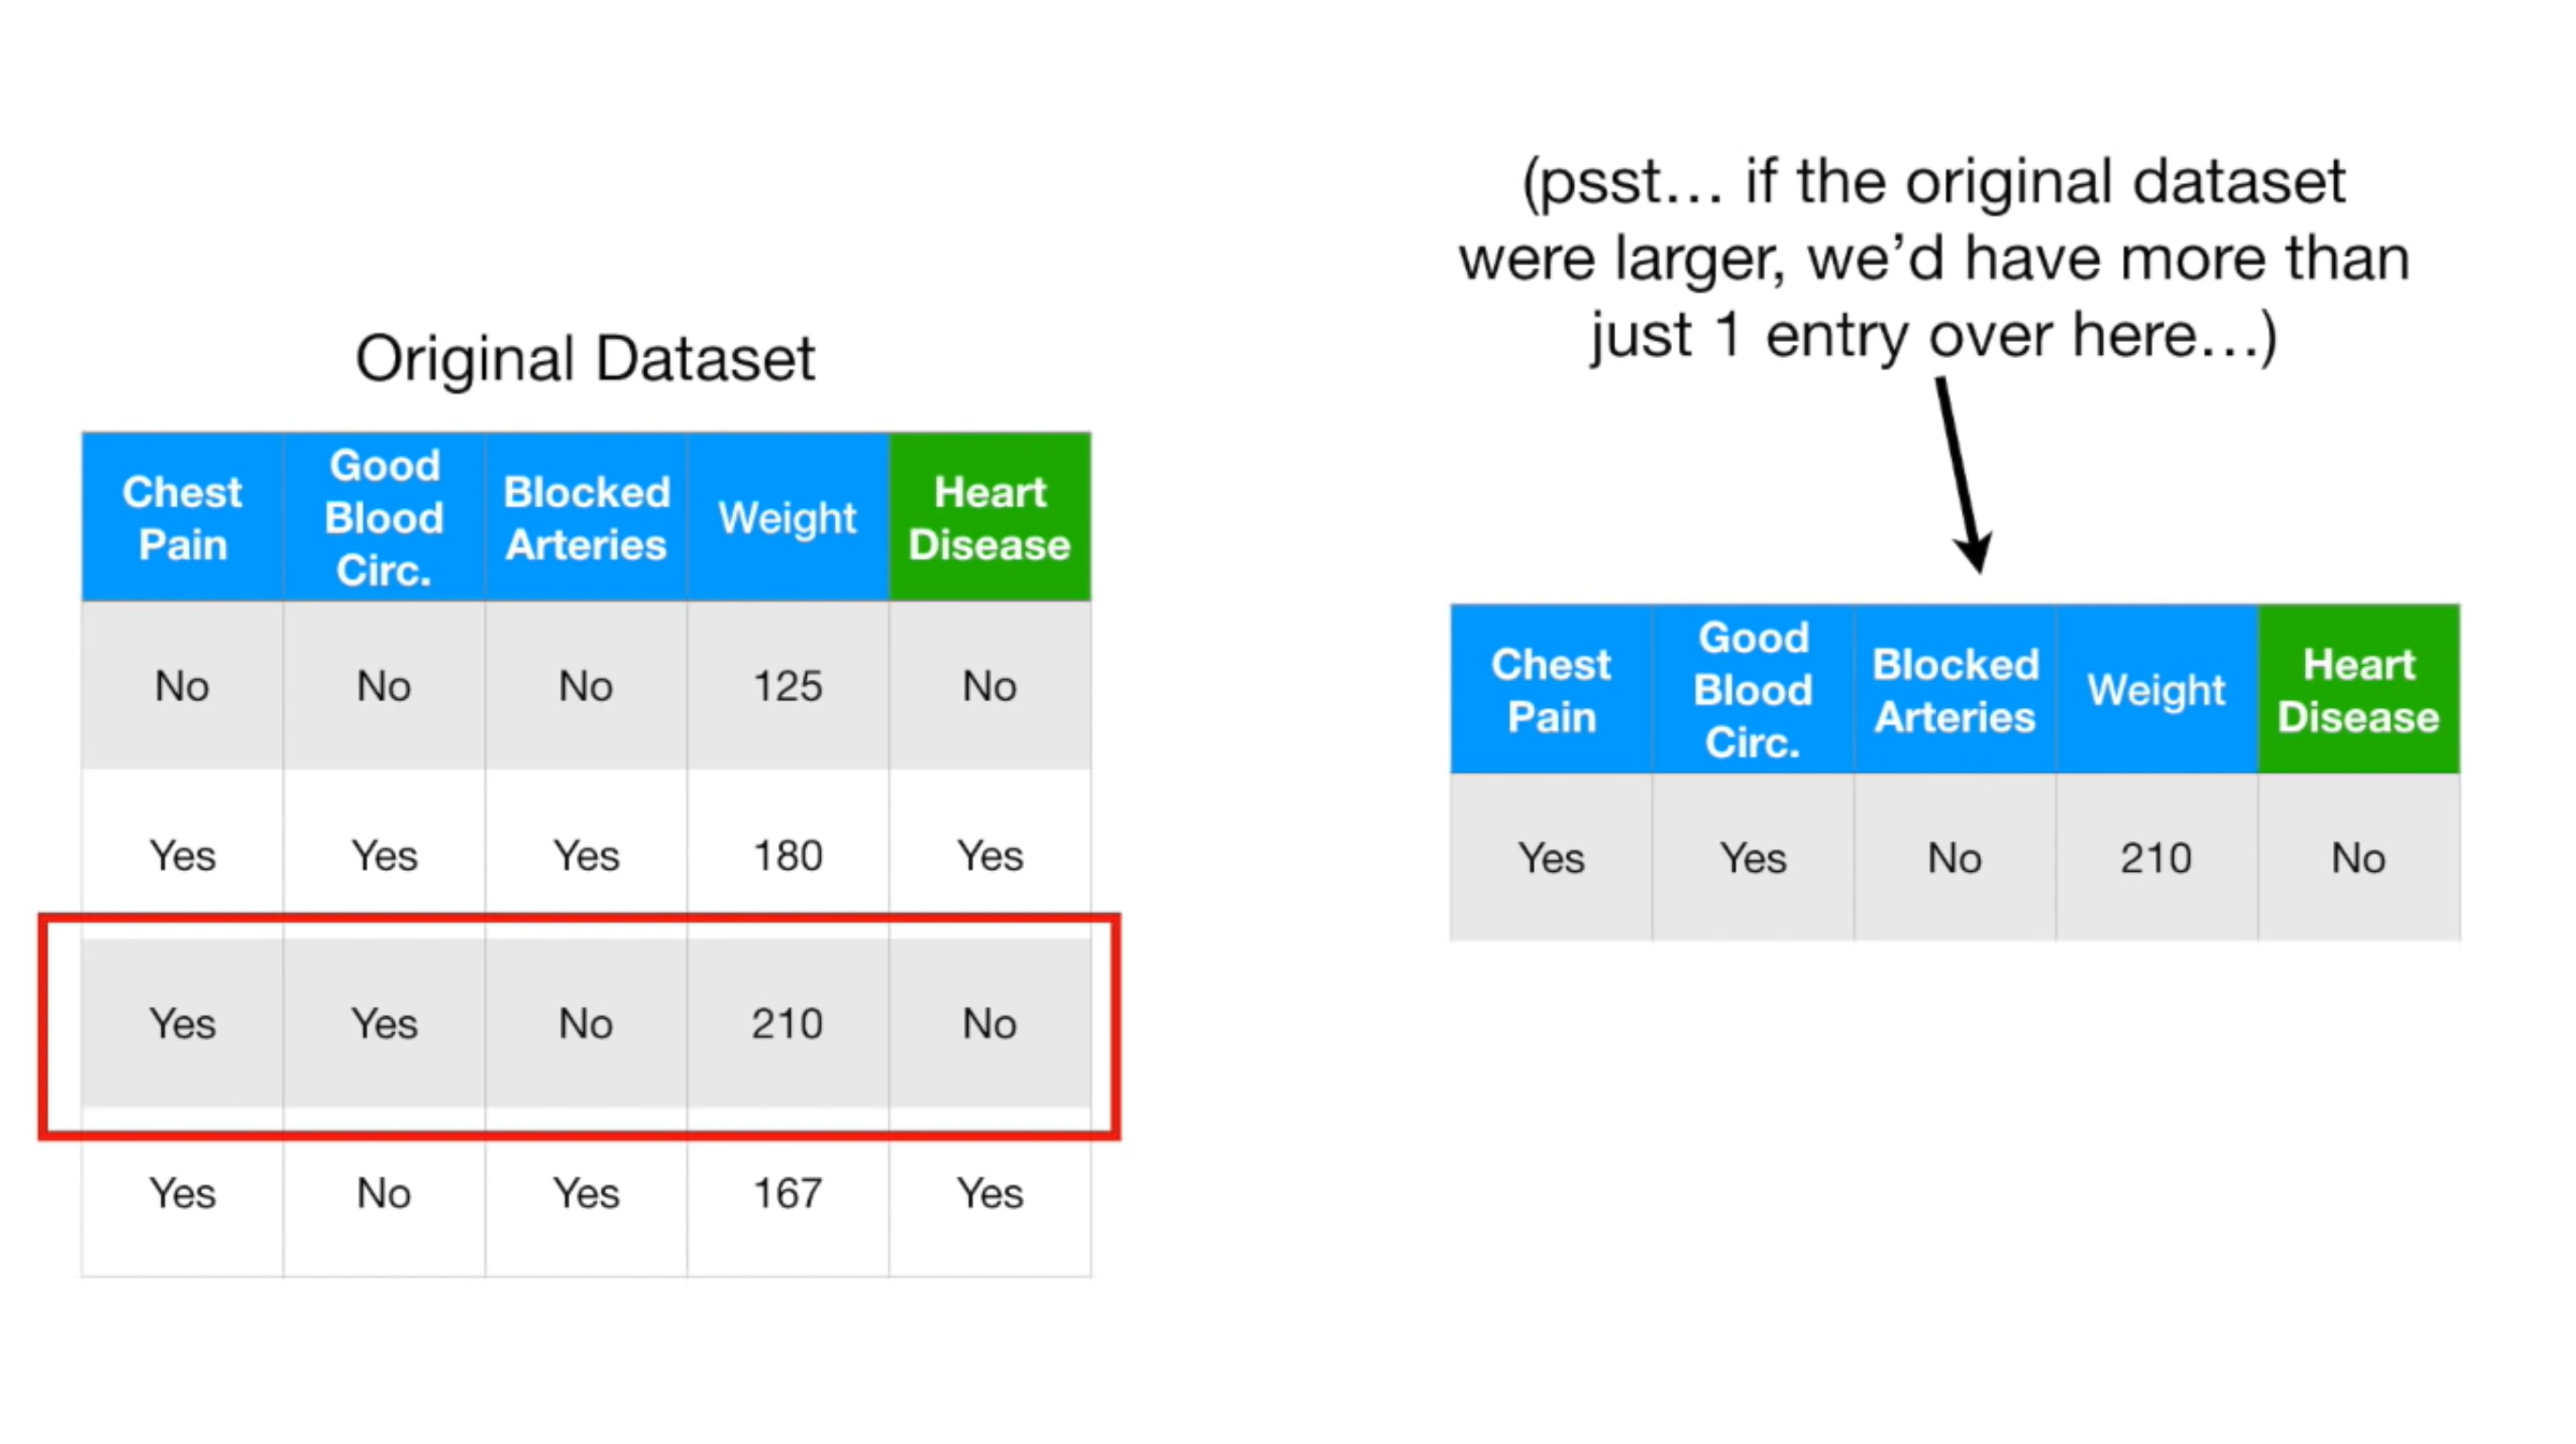 (psst... if the original dataset
were larger, we'd have more than
just 1 entry over here...)
Original Dataset
Chest Pain Good Blood Circ. Blocked Arteries Weight Heart Disease
No No No 125 No
Yes Yes Yes 180 Yes
Yes Yes No 210 No
Yes No Yes 167 Yes
Chest Pain Good Blood Circ. Blocked Arteries Weight Heart Disease
Yes Yes No 210 No